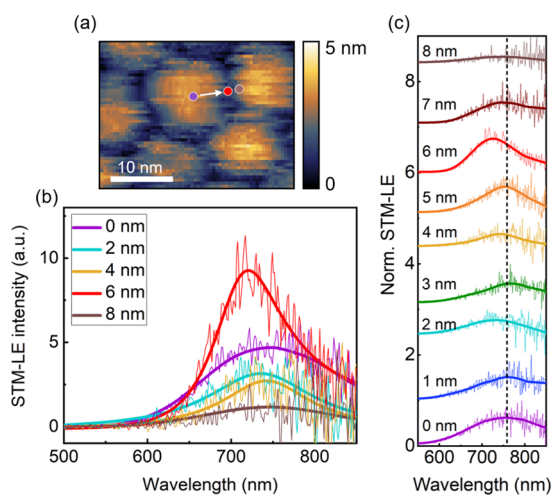 (a)
5 nm
0
10 nm
(b)
STM-LE intensity (a.u.)
10
5
0
0 nm
2 nm
4 nm
6 nm
8 nm
500
600
700
800
Wavelength (nm)
(c)
Norm. STM-LE
8
6
4
2
0
8 nm
7 nm
6 nm
5 nm
4 nm
3 nm
2 nm
1 nm
0 nm
600
700
800
Wavelength (nm)